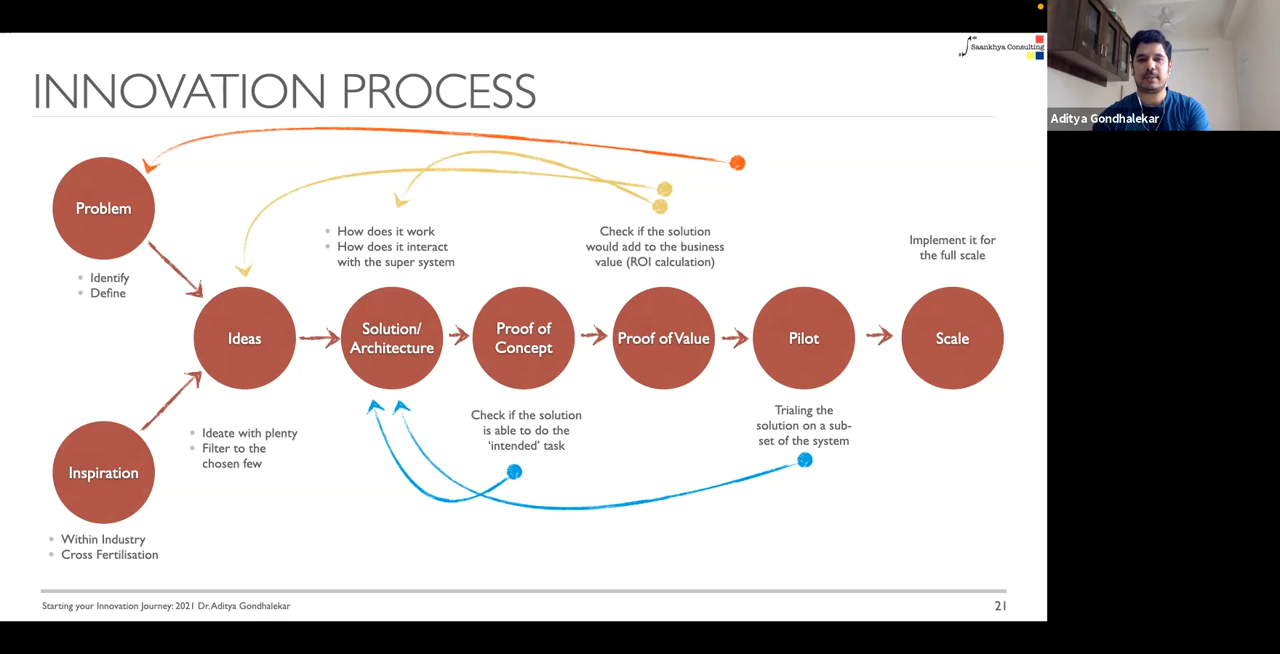 Saankhya Consulting
INNOVATION PROCESS
Aditya Gondhalekar
Problem
• Identify
• Define
Inspiration
• Within Industry
• Cross Fertilisation
Ideas
• Ideate with plenty
• Filter to the
chosen few
• How does it work
• How does it interact
with the super system
Solution/
Architecture
Proof of
Concept
Check if the solution
is able to do the
‘intended’ task
Check if the solution
would add to the business
value (ROI calculation)
Proof of Value
Pilot
Trialing the
solution on a sub-
set of the system
Implement it for
the full scale
Scale
Starting your Innovation Journey: 2021 Dr. Aditya Gondhalekar
21